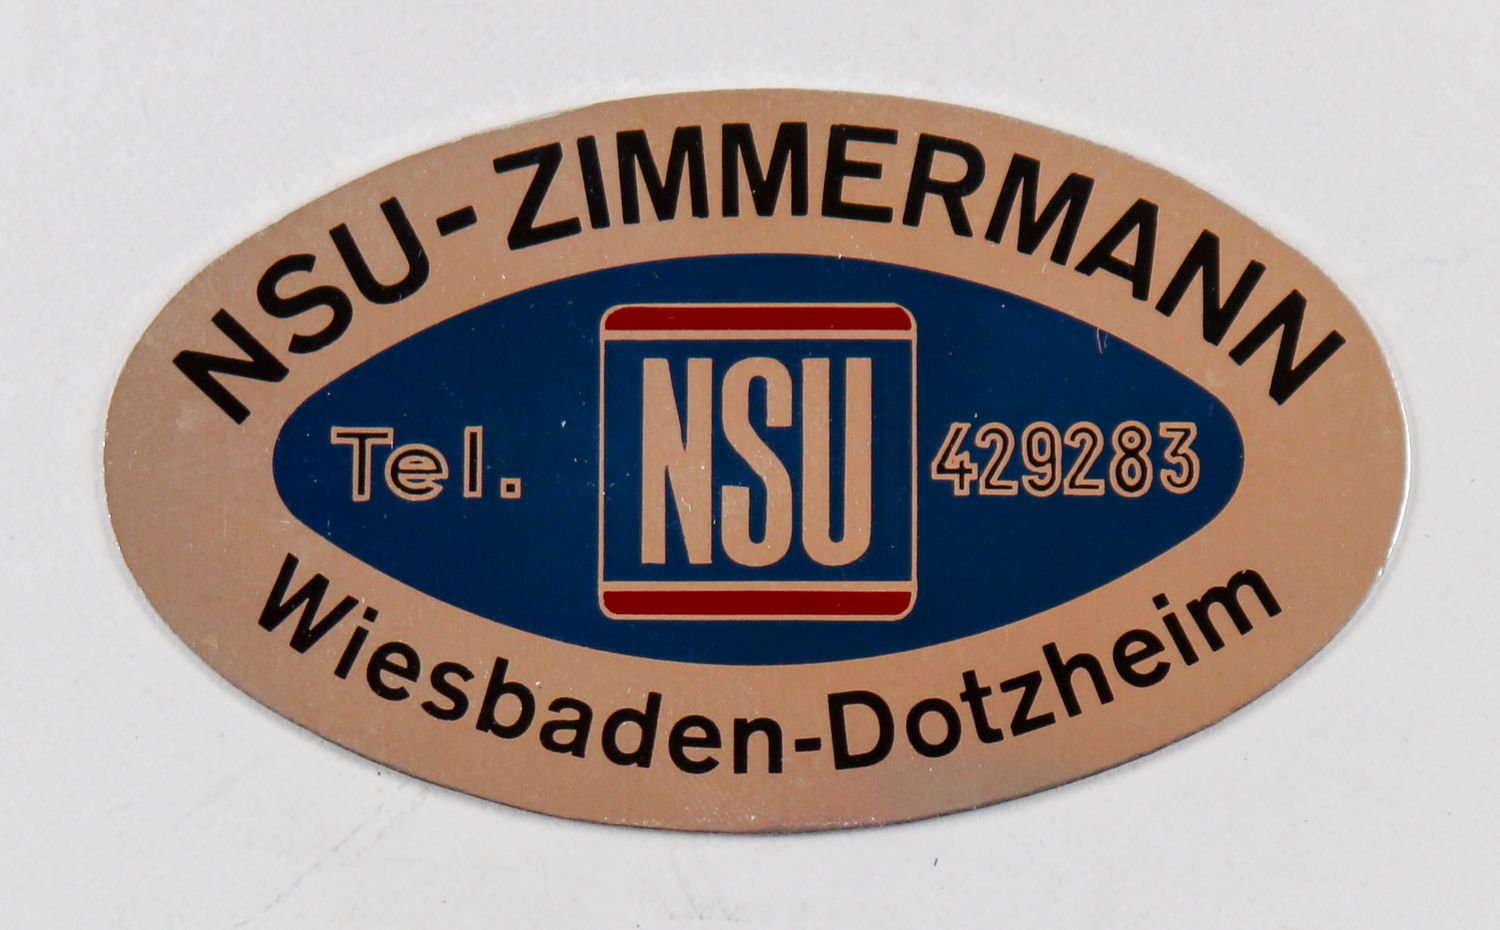 NSU-ZIMMERMANN
Tel. NSU 429283
Wiesbaden-Dotzheim